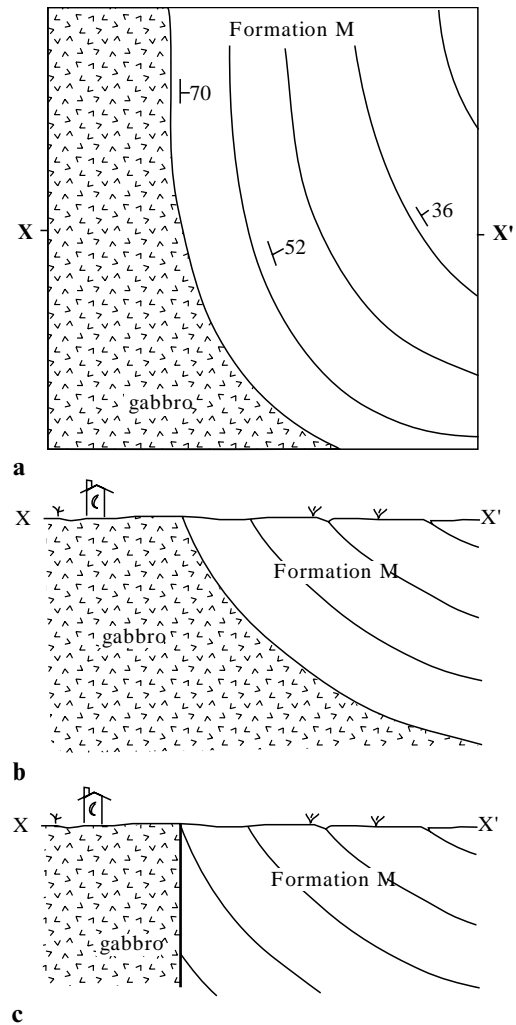 Formation M
70
36
X X'
52
gabbro
a
X X'
Formation M
gabbro
b
X X'
Formation M
gabbro
c